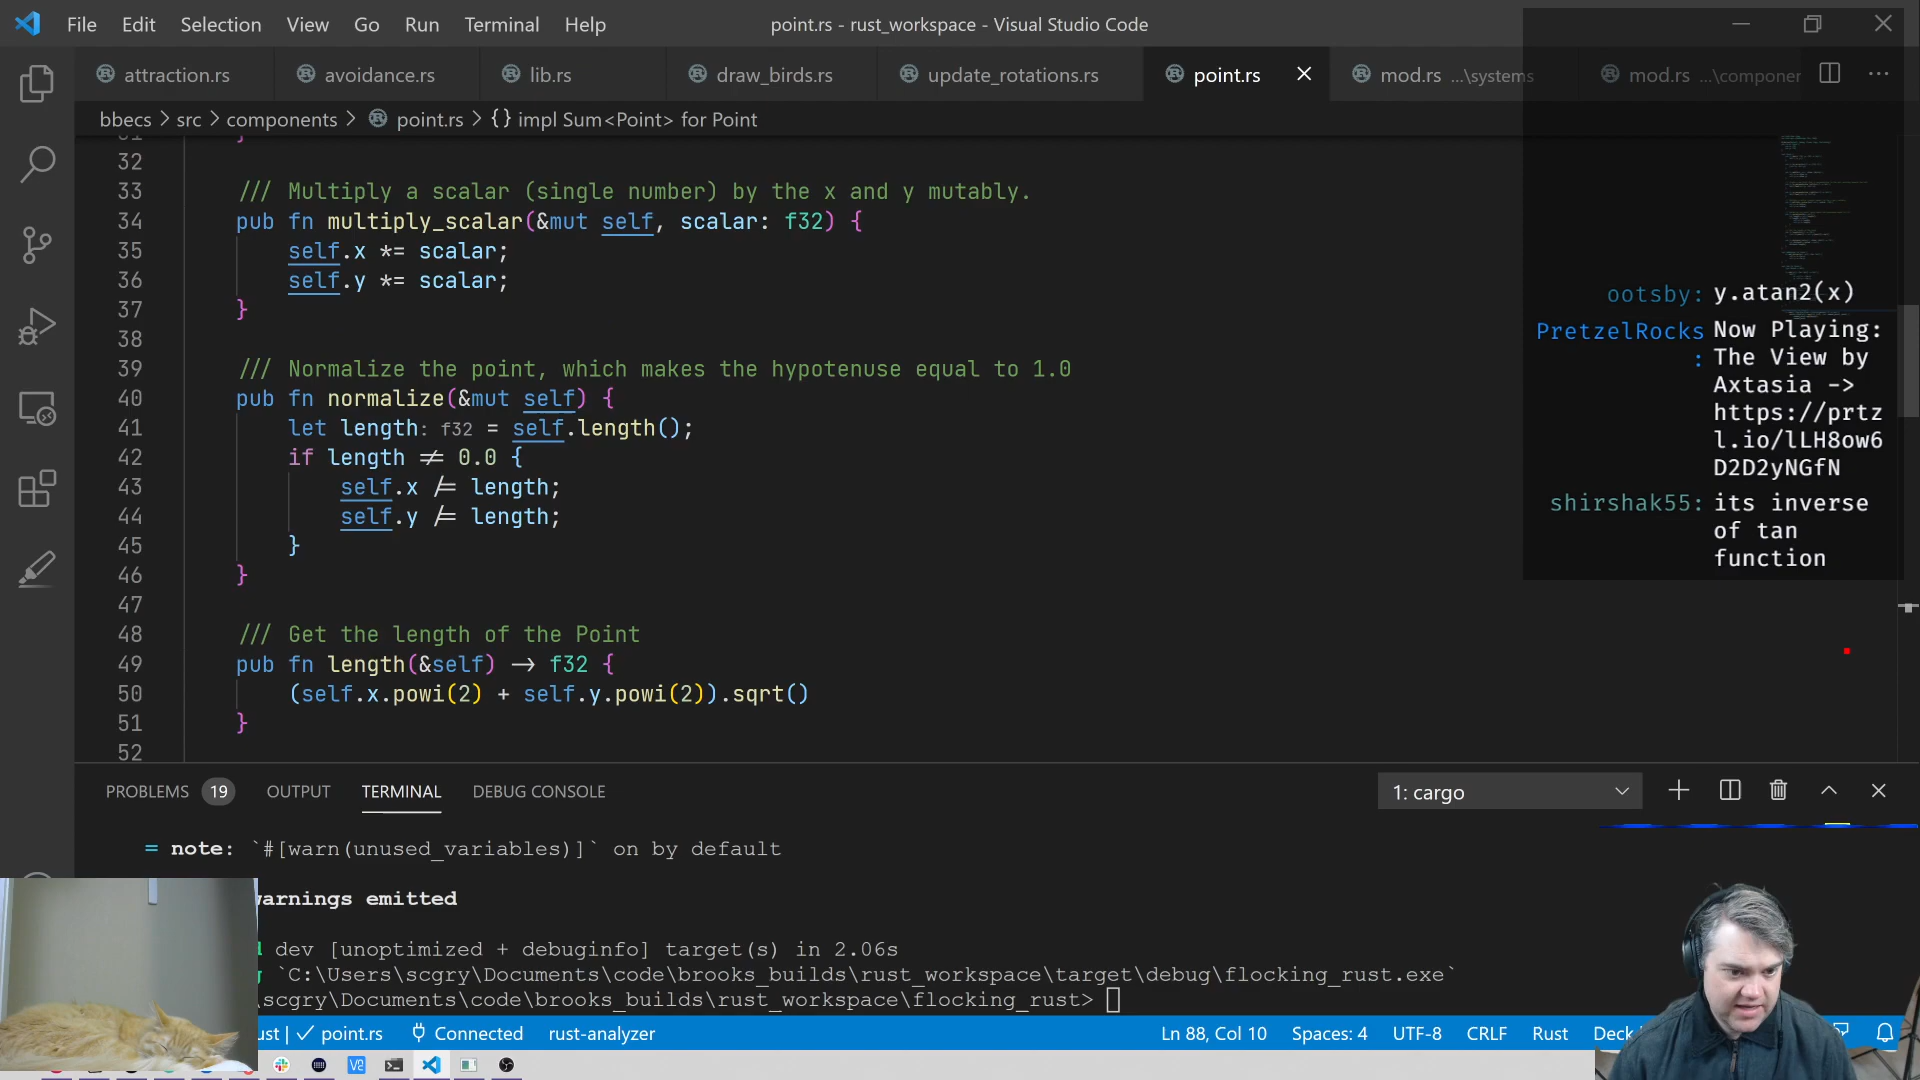 File Edit Selection View Go Run Terminal Help point.rs - rust_workspace - Visual Studio Code
attraction.rs avoidance.rs lib.rs draw_birds.rs update_rotations.rs point.rs mod.rs ...\systems mod.rs ...\componer
bbecs > src > components > point.rs > {} impl Sum<Point> for Point
31 }
32
33 /// Multiply a scalar (single number) by the x and y mutably.
34 pub fn multiply_scalar(&mut self, scalar: f32) {
35 self.x *= scalar;
36 self.y *= scalar;
37 }
38
39 /// Normalize the point, which makes the hypotenuse equal to 1.0
40 pub fn normalize(&mut self) {
41 let length: f32 = self.length();
42 if length != 0.0 {
43 self.x /= length;
44 self.y /= length;
45 }
46 }
47
48 /// Get the length of the Point
49 pub fn length(&self) -> f32 {
50 (self.x.powi(2) + self.y.powi(2)).sqrt()
51 }
52
ootsby: y.atan2(x)
PretzelRocks Now Playing:
: The View by
Axtasia ->
https://prtz
l.io/lLH8ow6
D2D2yNGfN
shirshak55: its inverse
of tan
function
PROBLEMS 19 OUTPUT TERMINAL DEBUG CONSOLE 1: cargo
= note: `#[warn(unused_variables)]` on by default
warnings emitted
d dev [unoptimized + debuginfo] target(s) in 2.06s
g `C:\Users\scgry\Documents\code\brooks_builds\rust_workspace\target\debug\flocking_rust.exe`
\scgry\Documents\code\brooks_builds\rust_workspace\flocking_rust>
ust | ✓ point.rs Connected rust-analyzer Ln 88, Col 10 Spaces: 4 UTF-8 CRLF Rust Deck